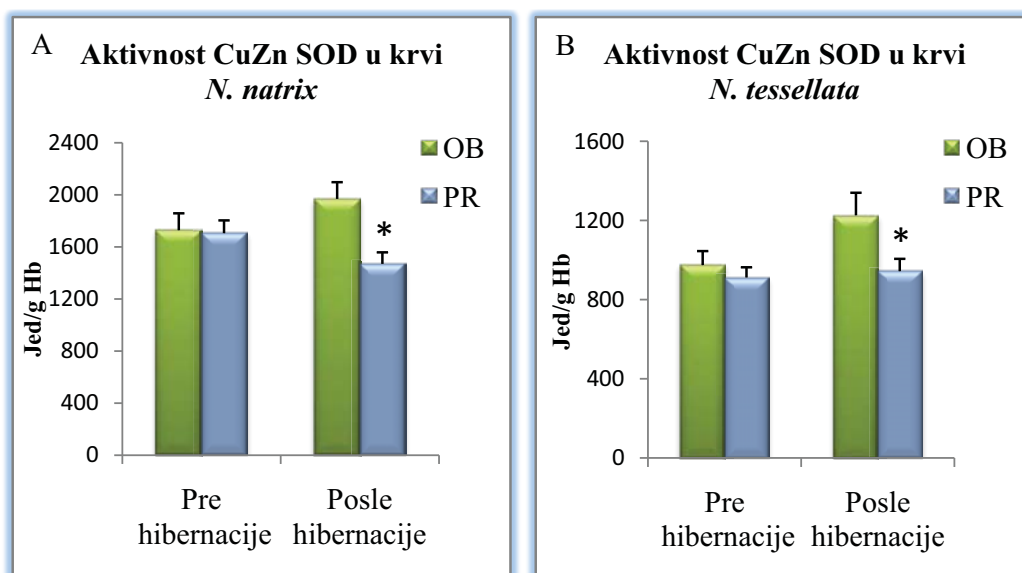 A
Aktivnost CuZn SOD u krvi
N. natrix
2400
2000
1600
1200
800
400
0
Jed/g Hb
OB
PR
*
Pre
hibernacije
Posle
hibernacije
B
Aktivnost CuZn SOD u krvi
N. tessellata
1600
1200
800
400
0
Jed/g Hb
OB
PR
*
Pre
hibernacije
Posle
hibernacije